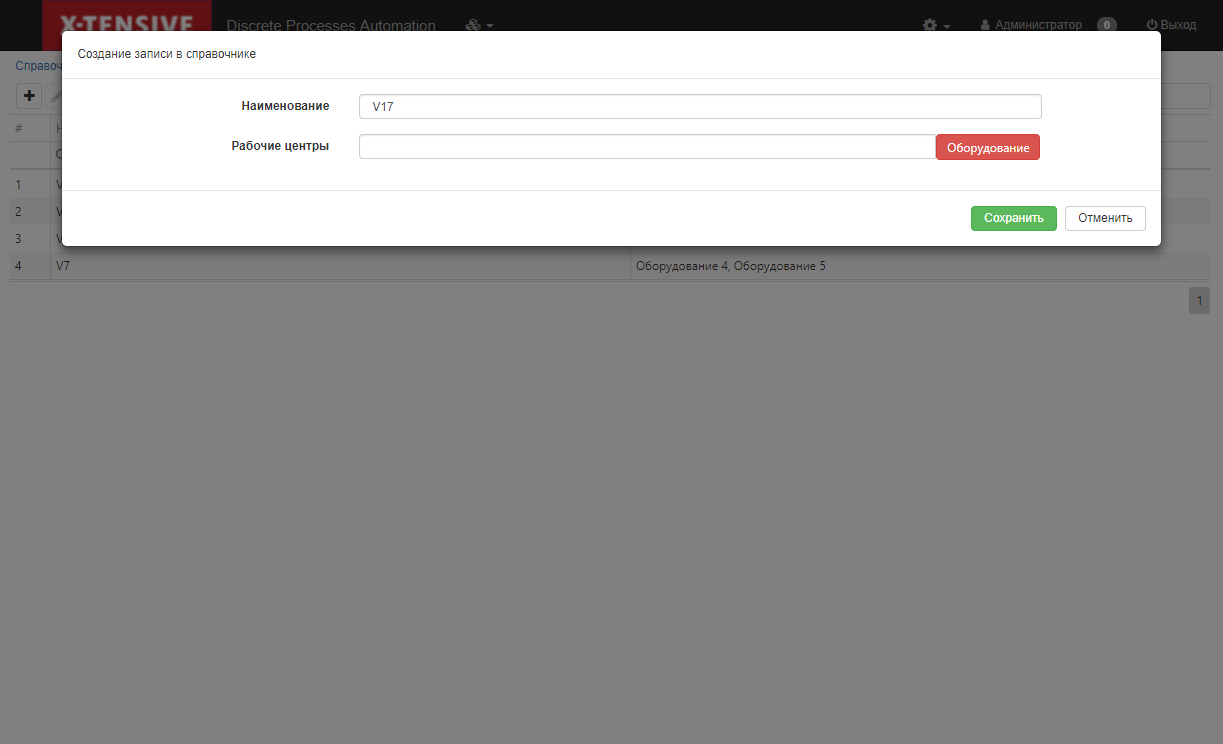 X-TENSIVE Discrete Processes Automation Администратор 0 Выход
Создание записи в справочнике
Наименование V17
Рабочие центры Оборудование
Сохранить Отменить
#
1
2
3
4 V7 Оборудование 4, Оборудование 5
1